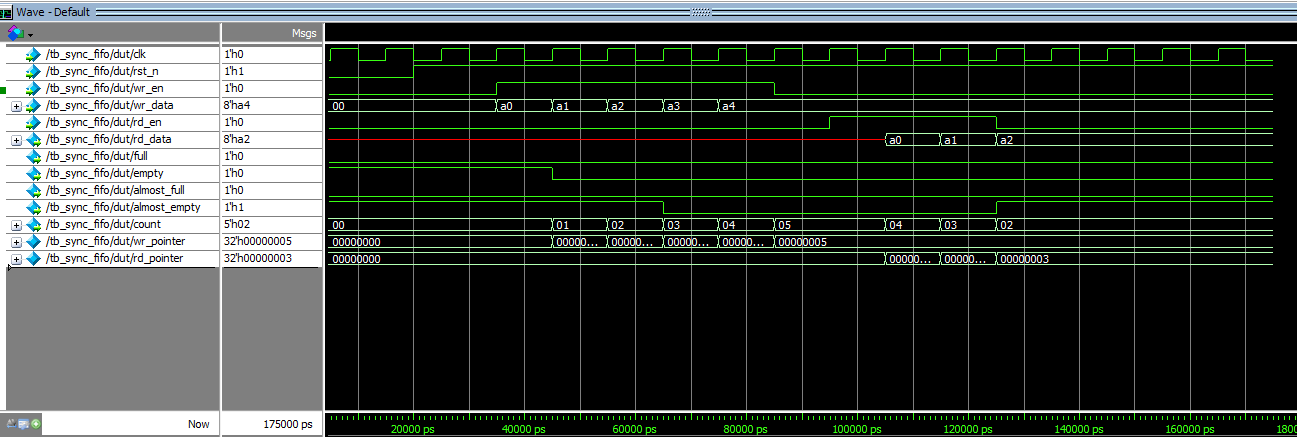 Wave - Default
Msgs
/tb_sync_fifo/dut/clk 1'h0
/tb_sync_fifo/dut/rst_n 1'h1
/tb_sync_fifo/dut/wr_en 1'h0
/tb_sync_fifo/dut/wr_data 8'ha4 00 a0 a1 a2 a3 a4
/tb_sync_fifo/dut/rd_en 1'h0
/tb_sync_fifo/dut/rd_data 8'ha2 a0 a1 a2
/tb_sync_fifo/dut/full 1'h0
/tb_sync_fifo/dut/empty 1'h0
/tb_sync_fifo/dut/almost_full 1'h0
/tb_sync_fifo/dut/almost_empty 1'h1
/tb_sync_fifo/dut/count 5'h02 00 01 02 03 04 05 04 03 02
/tb_sync_fifo/dut/wr_pointer 32'h00000005 00000000 00000... 00000... 00000... 00000... 00000005
/tb_sync_fifo/dut/rd_pointer 32'h00000003 00000000 00000... 00000... 00000003
Now 175000 ps 20000 ps 40000 ps 60000 ps 80000 ps 100000 ps 120000 ps 140000 ps 160000 ps 1800